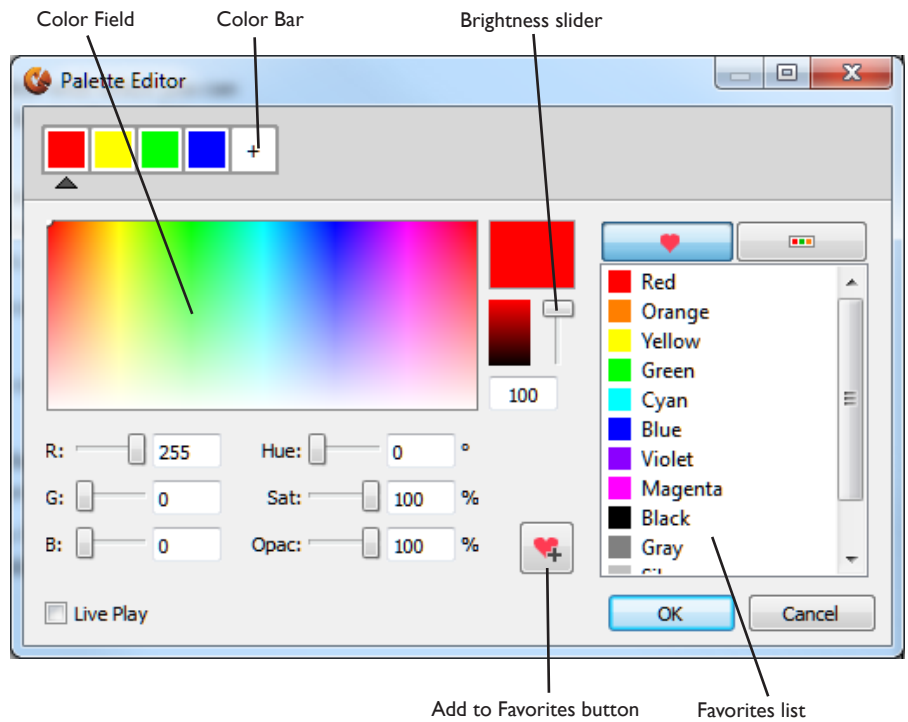 Color Field
Color Bar
Brightness slider
Palette Editor
+
100
R: 255
Hue: 0 °
G: 0
Sat: 100 %
B: 0
Opac: 100 %
Live Play
Red
Orange
Yellow
Green
Cyan
Blue
Violet
Magenta
Black
Gray
OK
Cancel
Add to Favorites button
Favorites list